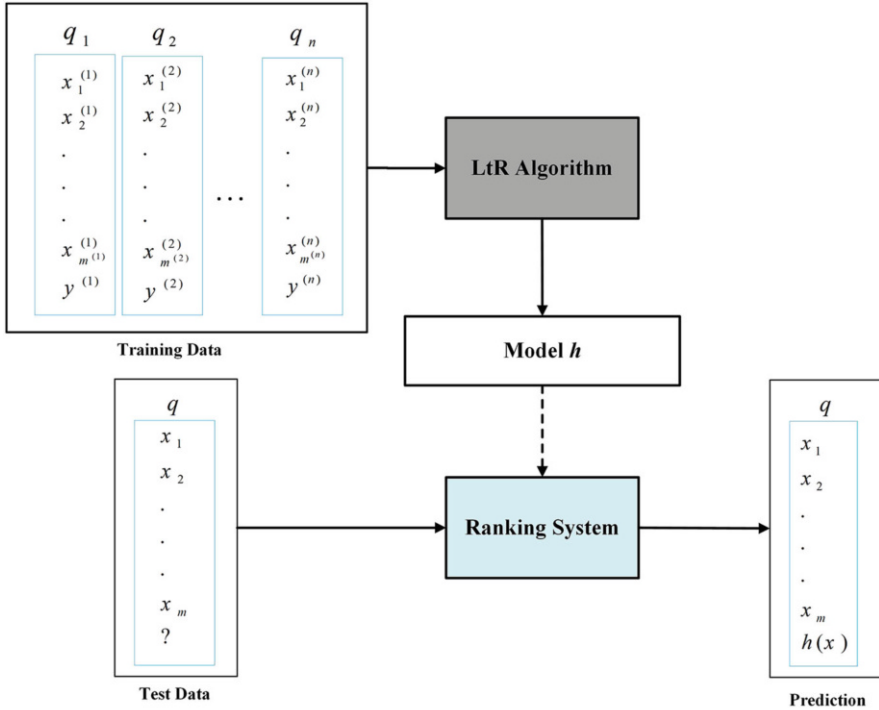 q 1 q 2 q n
x 1 (1) x 1 (2) x 1 (n)
x 2 (1) x 2 (2) x 2 (n)
. . .
. . .
. . .
...
x m(1) (1) x m(2) (2) x m(n) (n)
y (1) y (2) y (n)
Training Data
LtR Algorithm
Model h
q
x 1
x 2
.
.
.
x m
?
Test Data
Ranking System
q
x 1
x 2
.
.
.
x m
h(x)
Prediction